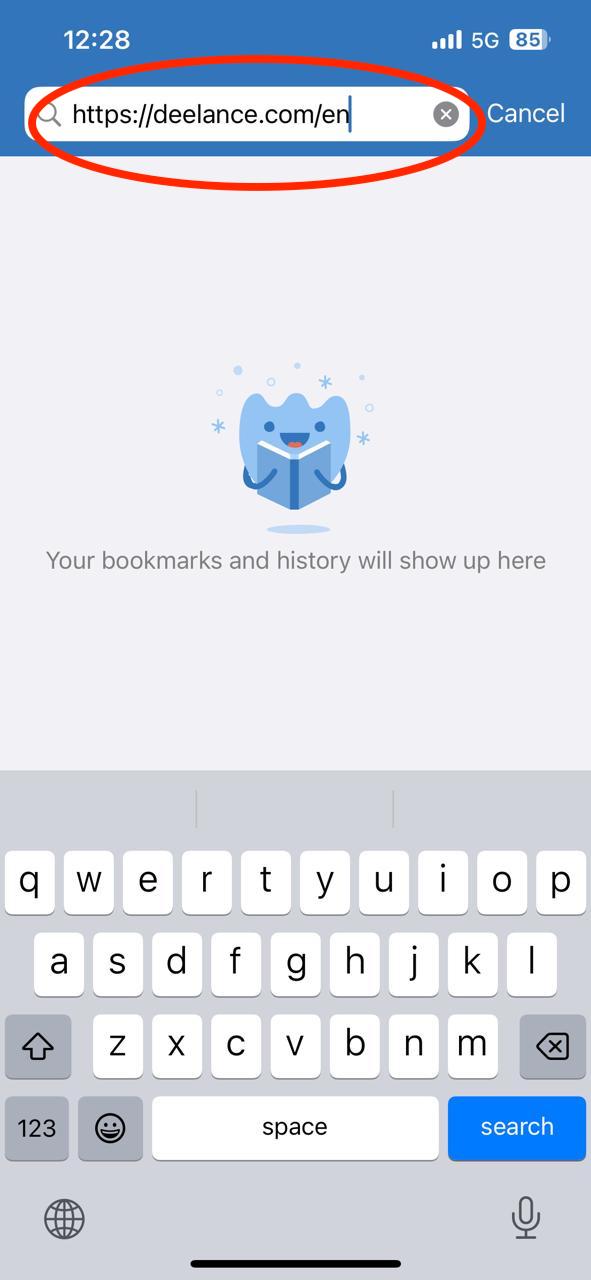 12:28
5G 85
https://deelance.com/en
Cancel
Your bookmarks and history will show up here
q w e r t y u i o p
a s d f g h j k l
z x c v b n m
123 space search